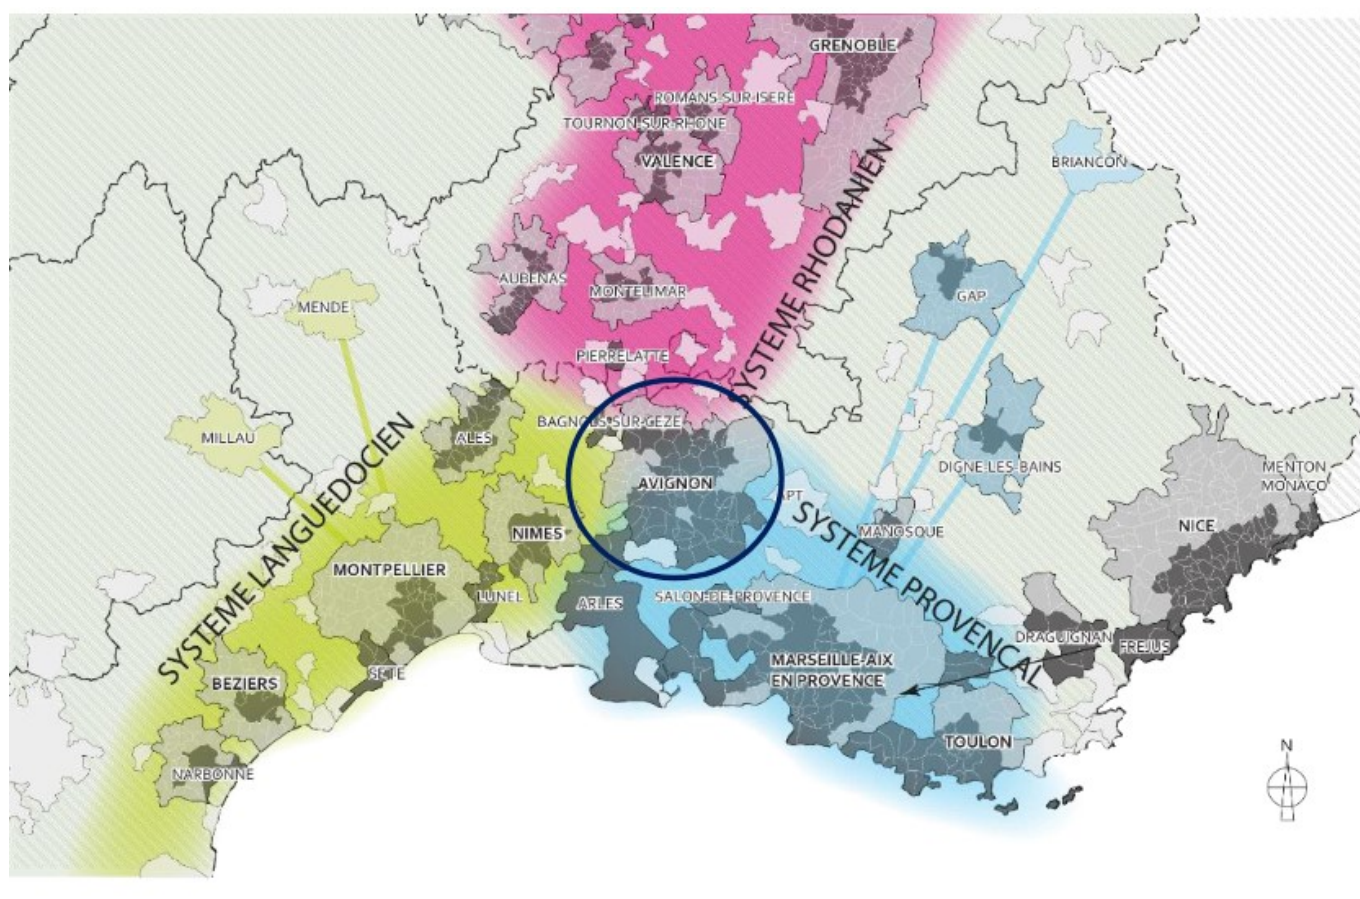 GRENOBLE
ROMANS-SUR-ISERE
TOURNON-SUR-RHONE
VALENCE
BRIANCON
SYSTEME RHODANIEN
AUBENAS
MONTELIMAR
GAP
MENDE
PIERRELATTE
BAGNOLS-SUR-CEZE
MILLAU
ALES
SYSTEME LANGUEDOCIEN
DIGNE-LES-BAINS
MENTON
MONACO
AVIGNON
APT
NICE
MANOSQUE
SYSTEME PROVENCAL
NIMES
MONTPELLIER
LUNEL
ARLES
SALON-DE-PROVENCE
DRAGUIGNAN
FREJUS
MARSEILLE-AIX
EN PROVENCE
SETE
BEZIERS
TOULON
NARBONNE
N